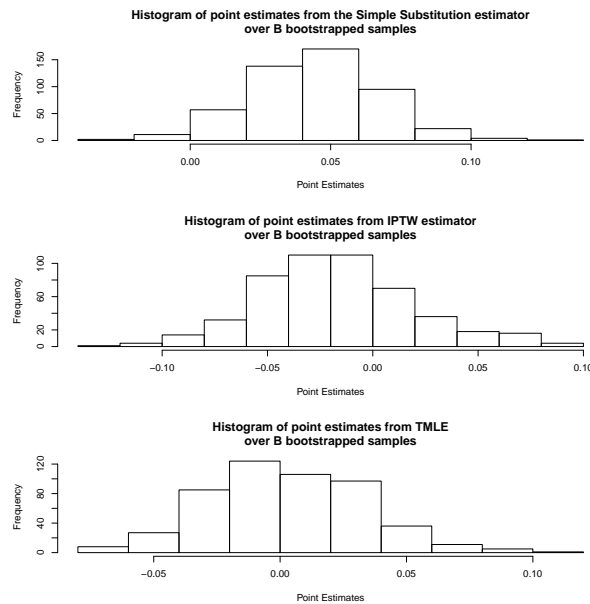 Histogram of point estimates from the Simple Substitution estimator
over B bootstrapped samples
Frequency
0 50 100 150
0.00 0.05 0.10
Point Estimates
Histogram of point estimates from IPTW estimator
over B bootstrapped samples
Frequency
0 20 60 100
−0.10 −0.05 0.00 0.05 0.10
Point Estimates
Histogram of point estimates from TMLE
over B bootstrapped samples
Frequency
0 40 80 120
−0.05 0.00 0.05 0.10
Point Estimates